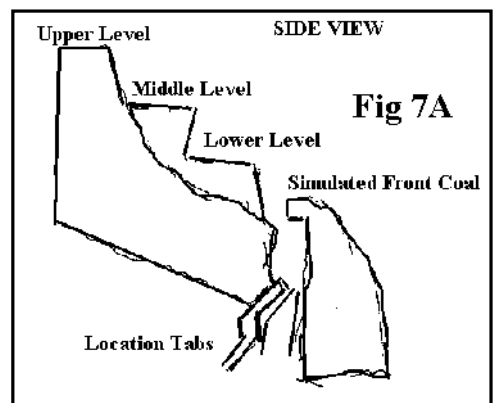 SIDE VIEW
Upper Level
Middle Level
Fig 7A
Lower Level
Simulated Front Coal
Location Tabs